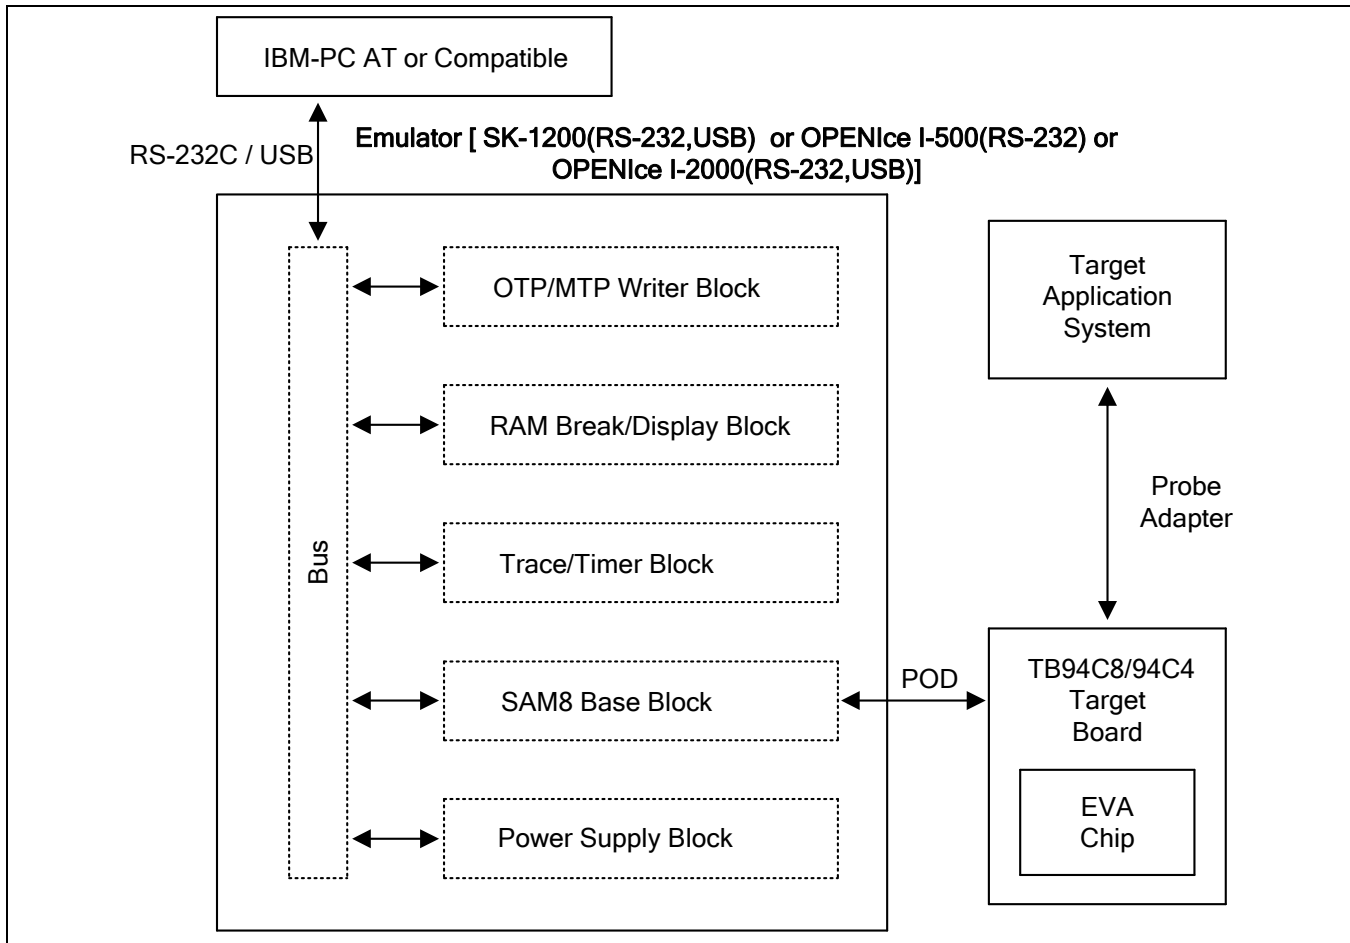 IBM-PC AT or Compatible
RS-232C / USB
Emulator [ SK-1200(RS-232,USB) or OPENIce I-500(RS-232) or
OPENIce I-2000(RS-232,USB)]
Bus
OTP/MTP Writer Block
RAM Break/Display Block
Trace/Timer Block
SAM8 Base Block
Power Supply Block
POD
Target
Application
System
Probe
Adapter
TB94C8/94C4
Target
Board
EVA
Chip